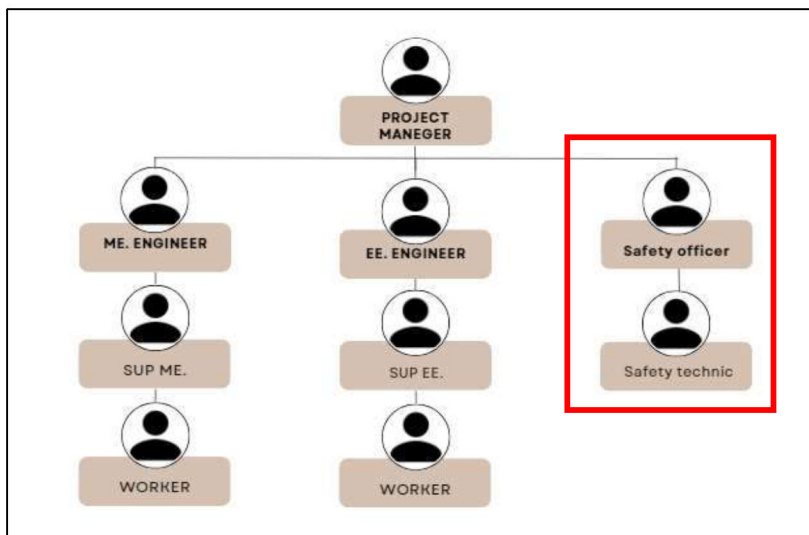 PROJECT
MANEGER
ME. ENGINEER
EE. ENGINEER
Safety officer
SUP ME.
SUP EE.
Safety technic
WORKER
WORKER